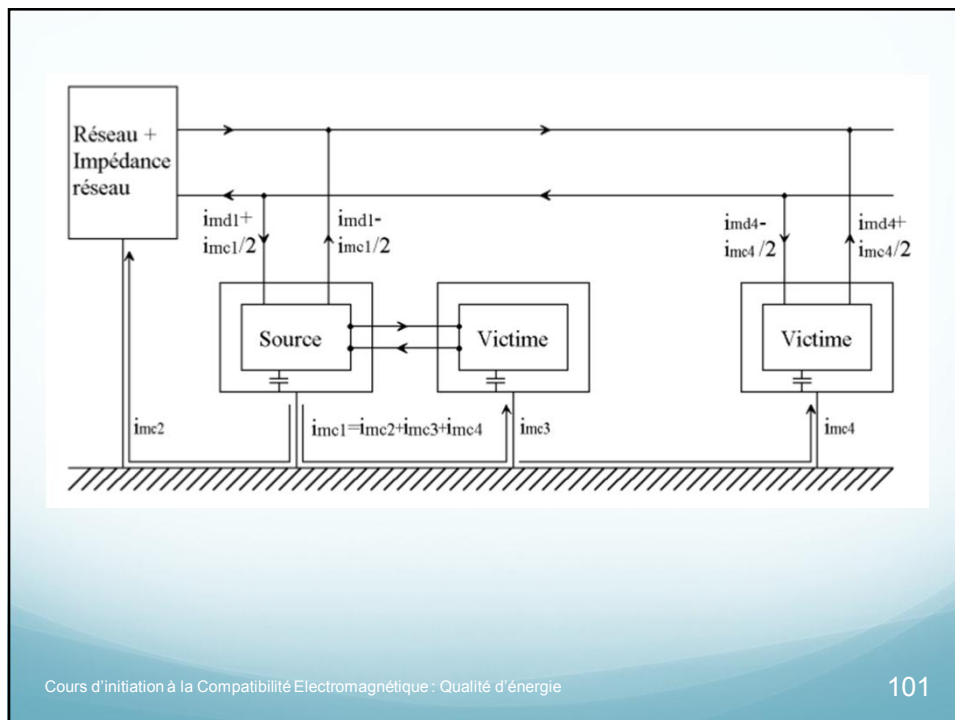 Réseau +
Impédance
réseau
imd1+
imc1/2
imd1-
imc1/2
imd4-
imc4/2
imd4+
imc4/2
Source
Victime
Victime
imc2
imc1=imc2+imc3+imc4
imc3
imc4
Cours d'initiation à la Compatibilité Electromagnétique : Qualité d'énergie
101